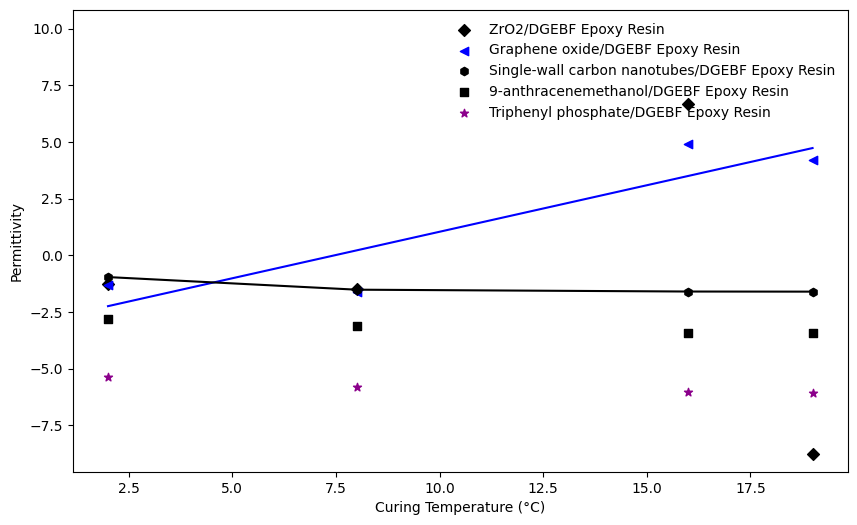 10.0
7.5
5.0
2.5
0.0
−2.5
−5.0
−7.5
Permittivity
ZrO2/DGEBF Epoxy Resin
Graphene oxide/DGEBF Epoxy Resin
Single-wall carbon nanotubes/DGEBF Epoxy Resin
9-anthracenemethanol/DGEBF Epoxy Resin
Triphenyl phosphate/DGEBF Epoxy Resin
2.5 5.0 7.5 10.0 12.5 15.0 17.5
Curing Temperature (°C)